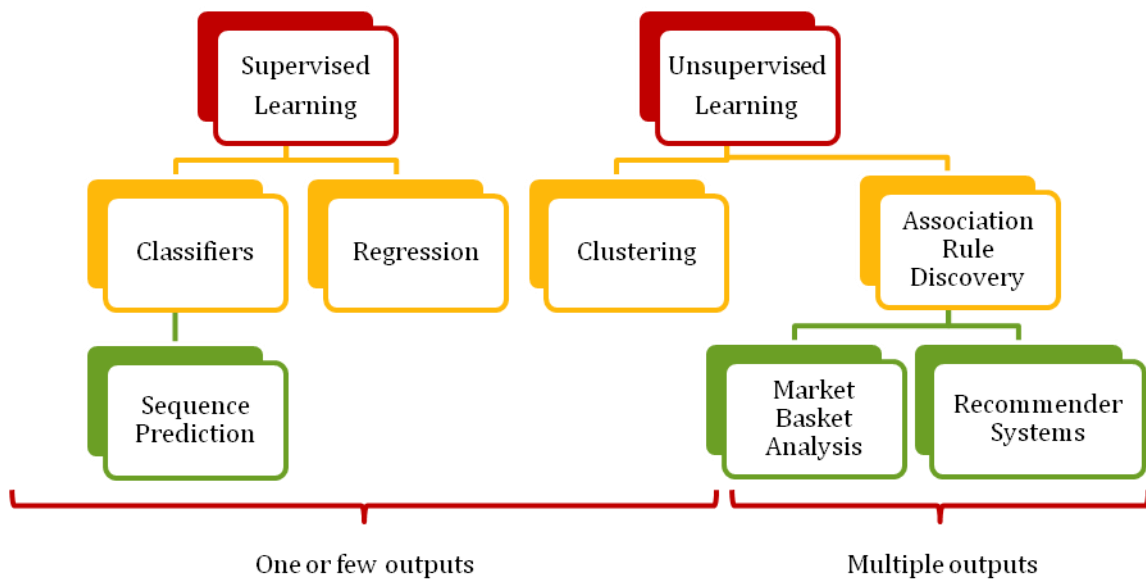 Supervised
Learning
Unsupervised
Learning
Classifiers
Regression
Clustering
Association
Rule
Discovery
Sequence
Prediction
Market
Basket
Analysis
Recommender
Systems
One or few outputs
Multiple outputs